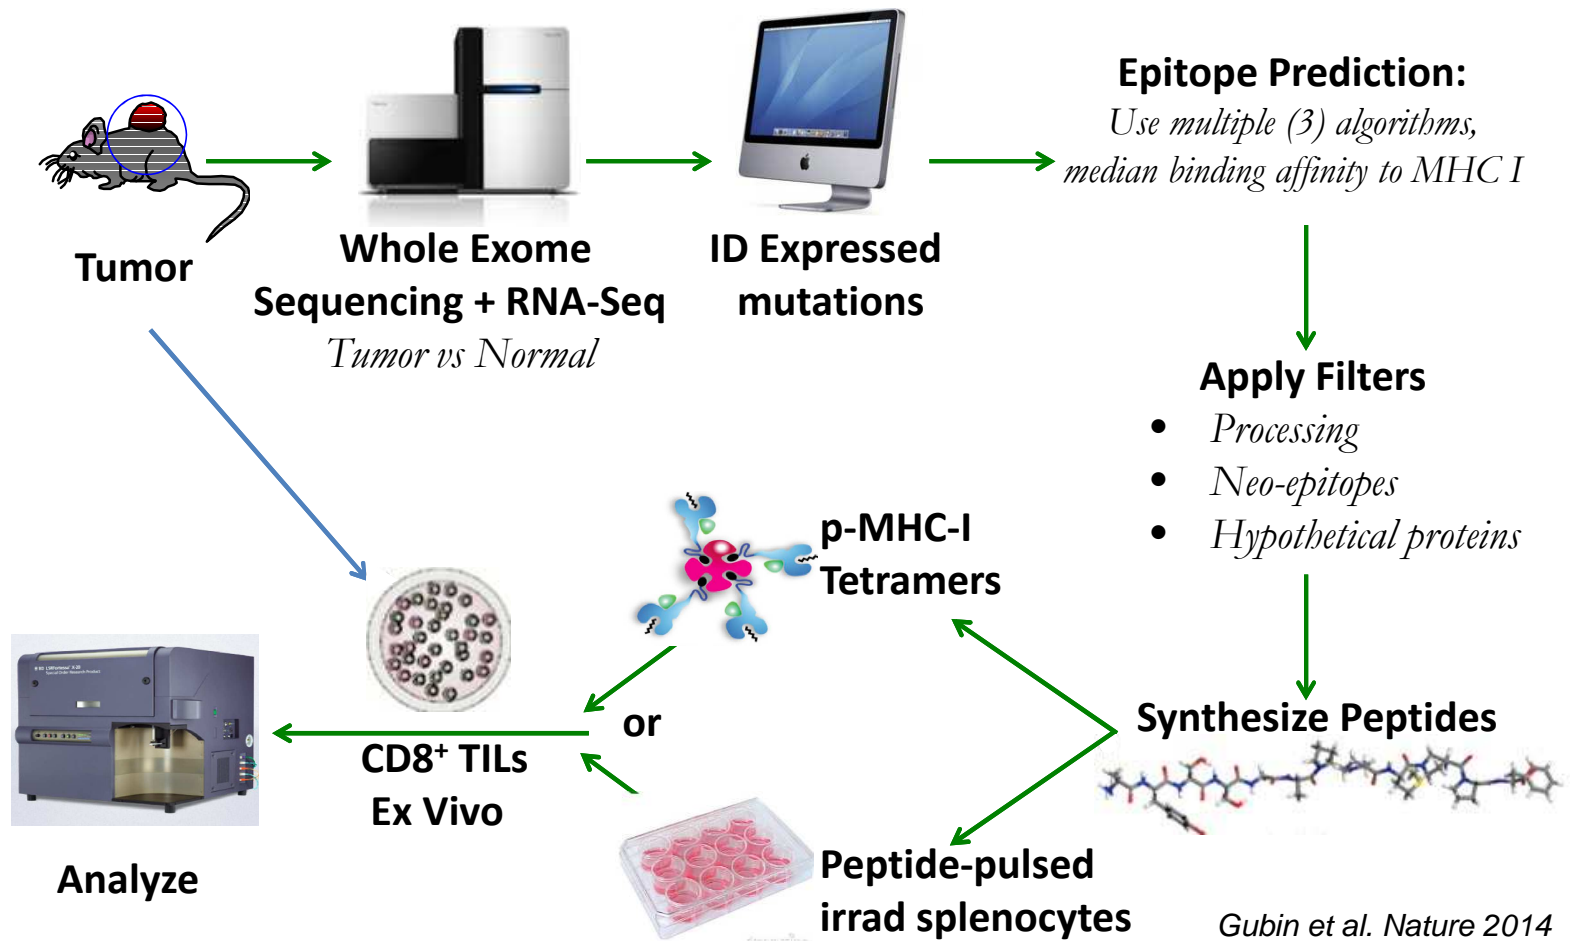 Epitope Prediction:
Use multiple (3) algorithms,
median binding affinity to MHC I
Tumor
Whole Exome
Sequencing + RNA-Seq
Tumor vs Normal
ID Expressed
mutations
Apply Filters
• Processing
• Neo-epitopes
• Hypothetical proteins
p-MHC-I
Tetramers
or
Synthesize Peptides
CD8⁺ TILs
Ex Vivo
Analyze
Peptide-pulsed
irrad splenocytes
Gubin et al. Nature 2014